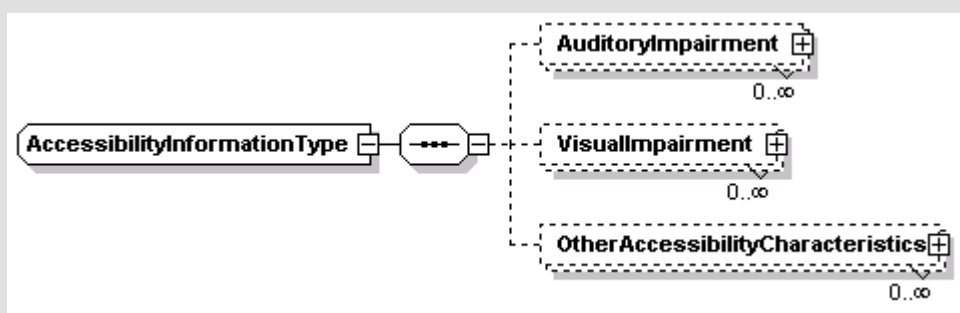 AuditoryImpairment
0..∞
AccessibilityInformationType
VisualImpairment
0..∞
OtherAccessibilityCharacteristics
0..∞